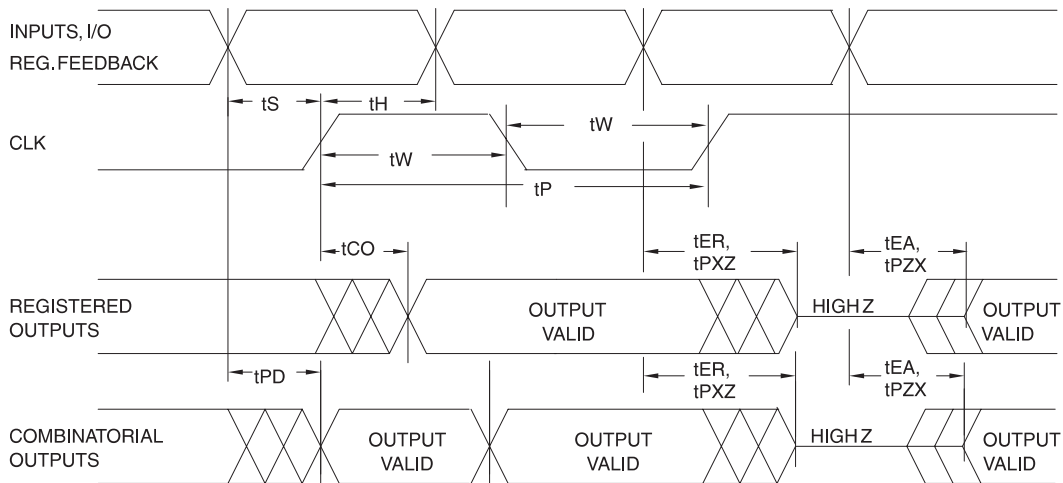 INPUTS, I/O
REG. FEEDBACK
tS
tH
CLK
tW
tW
tP
tCO
tER,
tPXZ
tEA,
tPZX
REGISTERED
OUTPUTS
OUTPUT
VALID
HIGH Z
OUTPUT
VALID
tPD
tER,
tPXZ
tEA,
tPZX
COMBINATORIAL
OUTPUTS
OUTPUT
VALID
OUTPUT
VALID
HIGH Z
OUTPUT
VALID